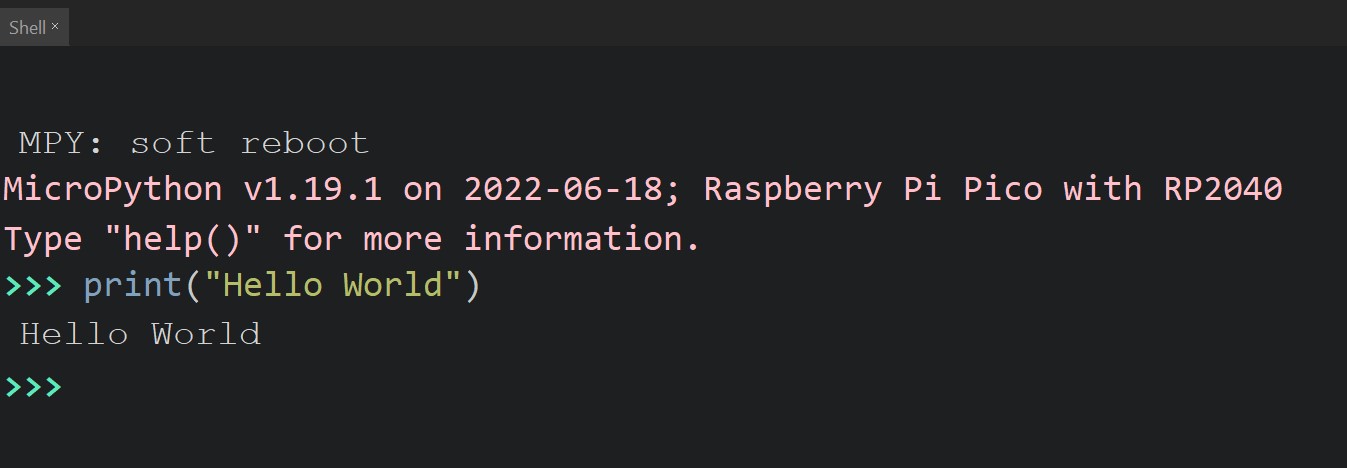 Shell ×
MPY: soft reboot
MicroPython v1.19.1 on 2022-06-18; Raspberry Pi Pico with RP2040
Type "help()" for more information.
>>> print("Hello World")
Hello World
>>>